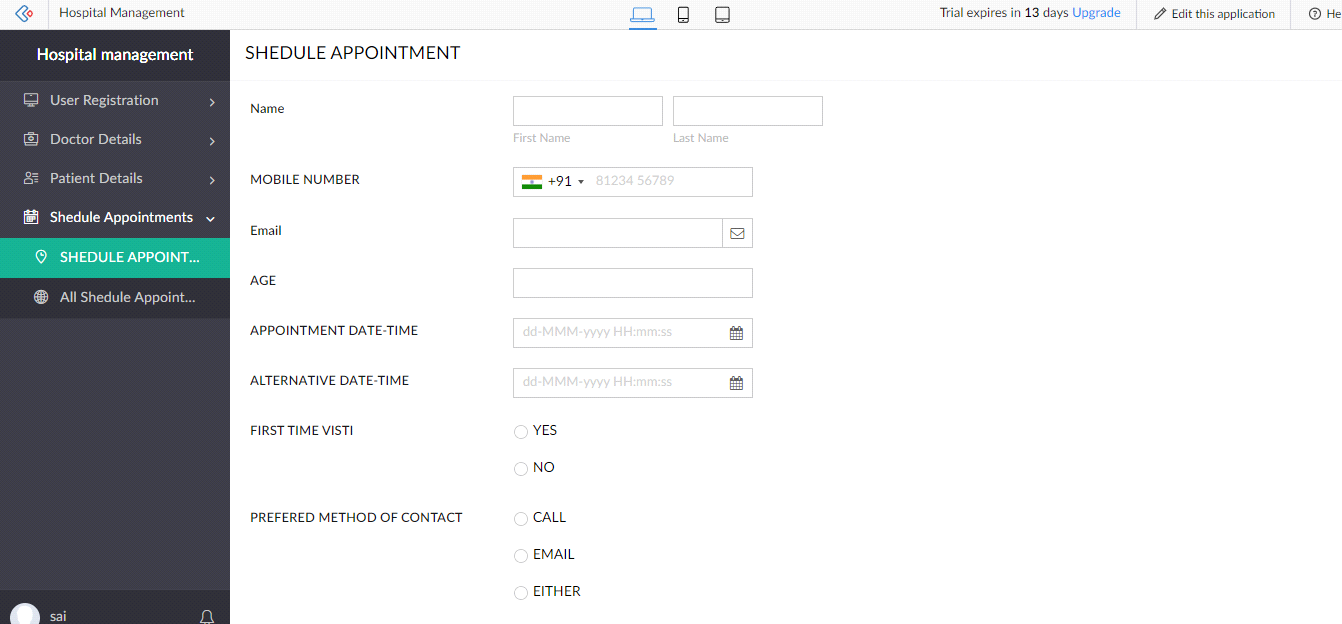 Hospital Management
Trial expires in 13 days Upgrade
Edit this application
He
Hospital management
User Registration
Doctor Details
Patient Details
Shedule Appointments
SHEDULE APPOINT...
All Shedule Appoint...
sai
SHEDULE APPOINTMENT
Name
First Name
Last Name
MOBILE NUMBER
+91 81234 56789
Email
AGE
APPOINTMENT DATE-TIME
dd-MMM-yyyy HH:mm:ss
ALTERNATIVE DATE-TIME
dd-MMM-yyyy HH:mm:ss
FIRST TIME VISTI
YES
NO
PREFERED METHOD OF CONTACT
CALL
EMAIL
EITHER